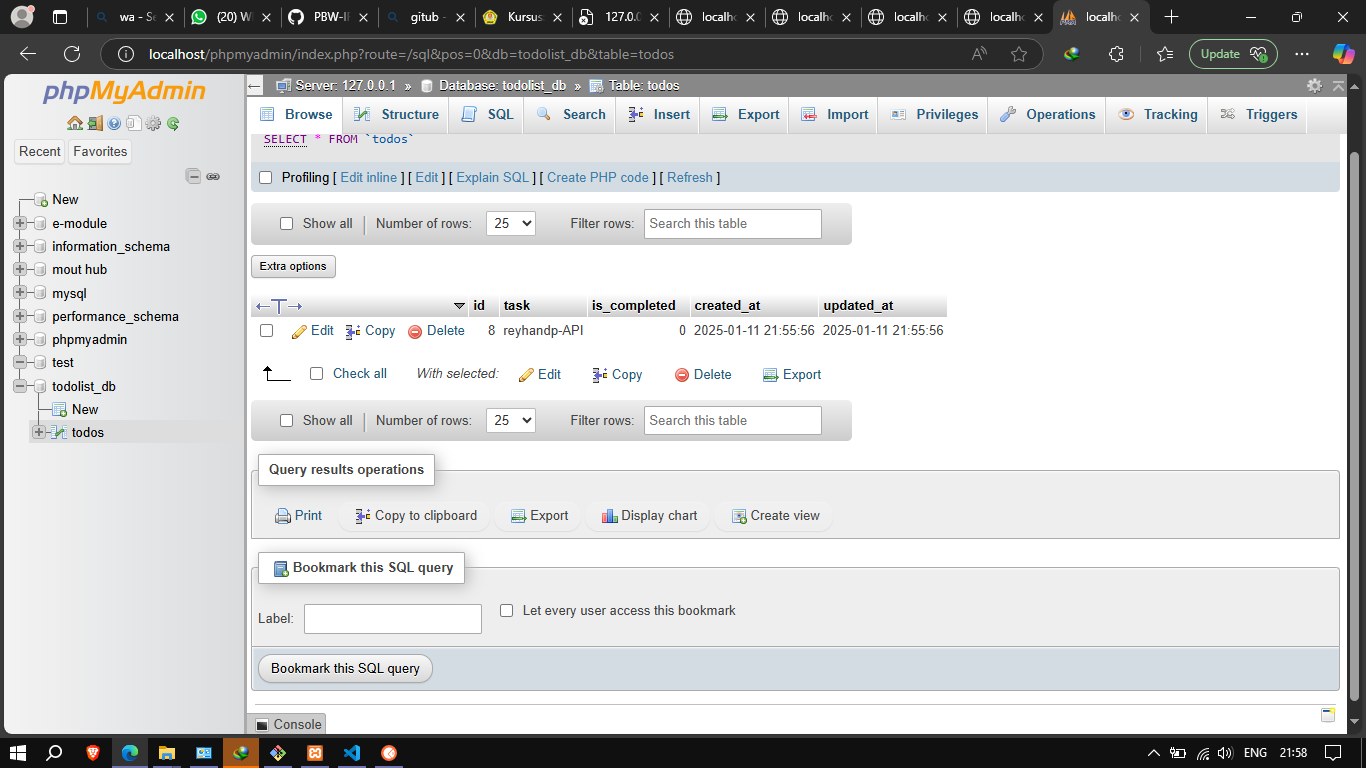 wa - Se
(20) W
PBW-II
gitub -
Kursus
127.0.0
localho
localho
localho
localho
localho
localhost/phpmyadmin/index.php?route=/sql&pos=0&db=todolist_db&table=todos
A
Update
phpMyAdmin
Recent
Favorites
New
e-module
information_schema
mout hub
mysql
performance_schema
phpmyadmin
test
todolist_db
New
todos
Server: 127.0.0.1 » Database: todolist_db » Table: todos
Browse Structure SQL Search Insert Export Import Privileges Operations Tracking Triggers
SELECT * FROM `todos`
Profiling [ Edit inline ] [ Edit ] [ Explain SQL ] [ Create PHP code ] [ Refresh ]
Show all | Number of rows: 25 Filter rows: Search this table
Extra options
←T→ id task is_completed created_at updated_at
Edit Copy Delete 8 reyhandp-API 0 2025-01-11 21:55:56 2025-01-11 21:55:56
Check all With selected: Edit Copy Delete Export
Show all | Number of rows: 25 Filter rows: Search this table
Query results operations
Print Copy to clipboard Export Display chart Create view
Bookmark this SQL query
Label: Let every user access this bookmark
Bookmark this SQL query
Console
ENG 21:58